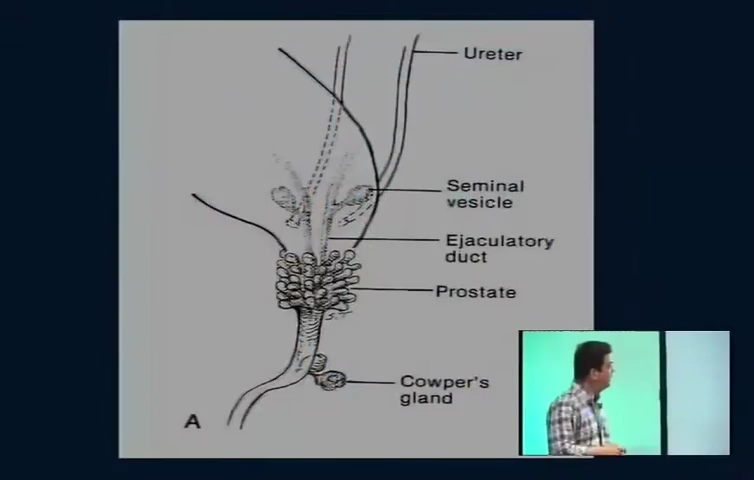 Ureter
Seminal
vesicle
Ejaculatory
duct
Prostate
Cowper's
gland
A